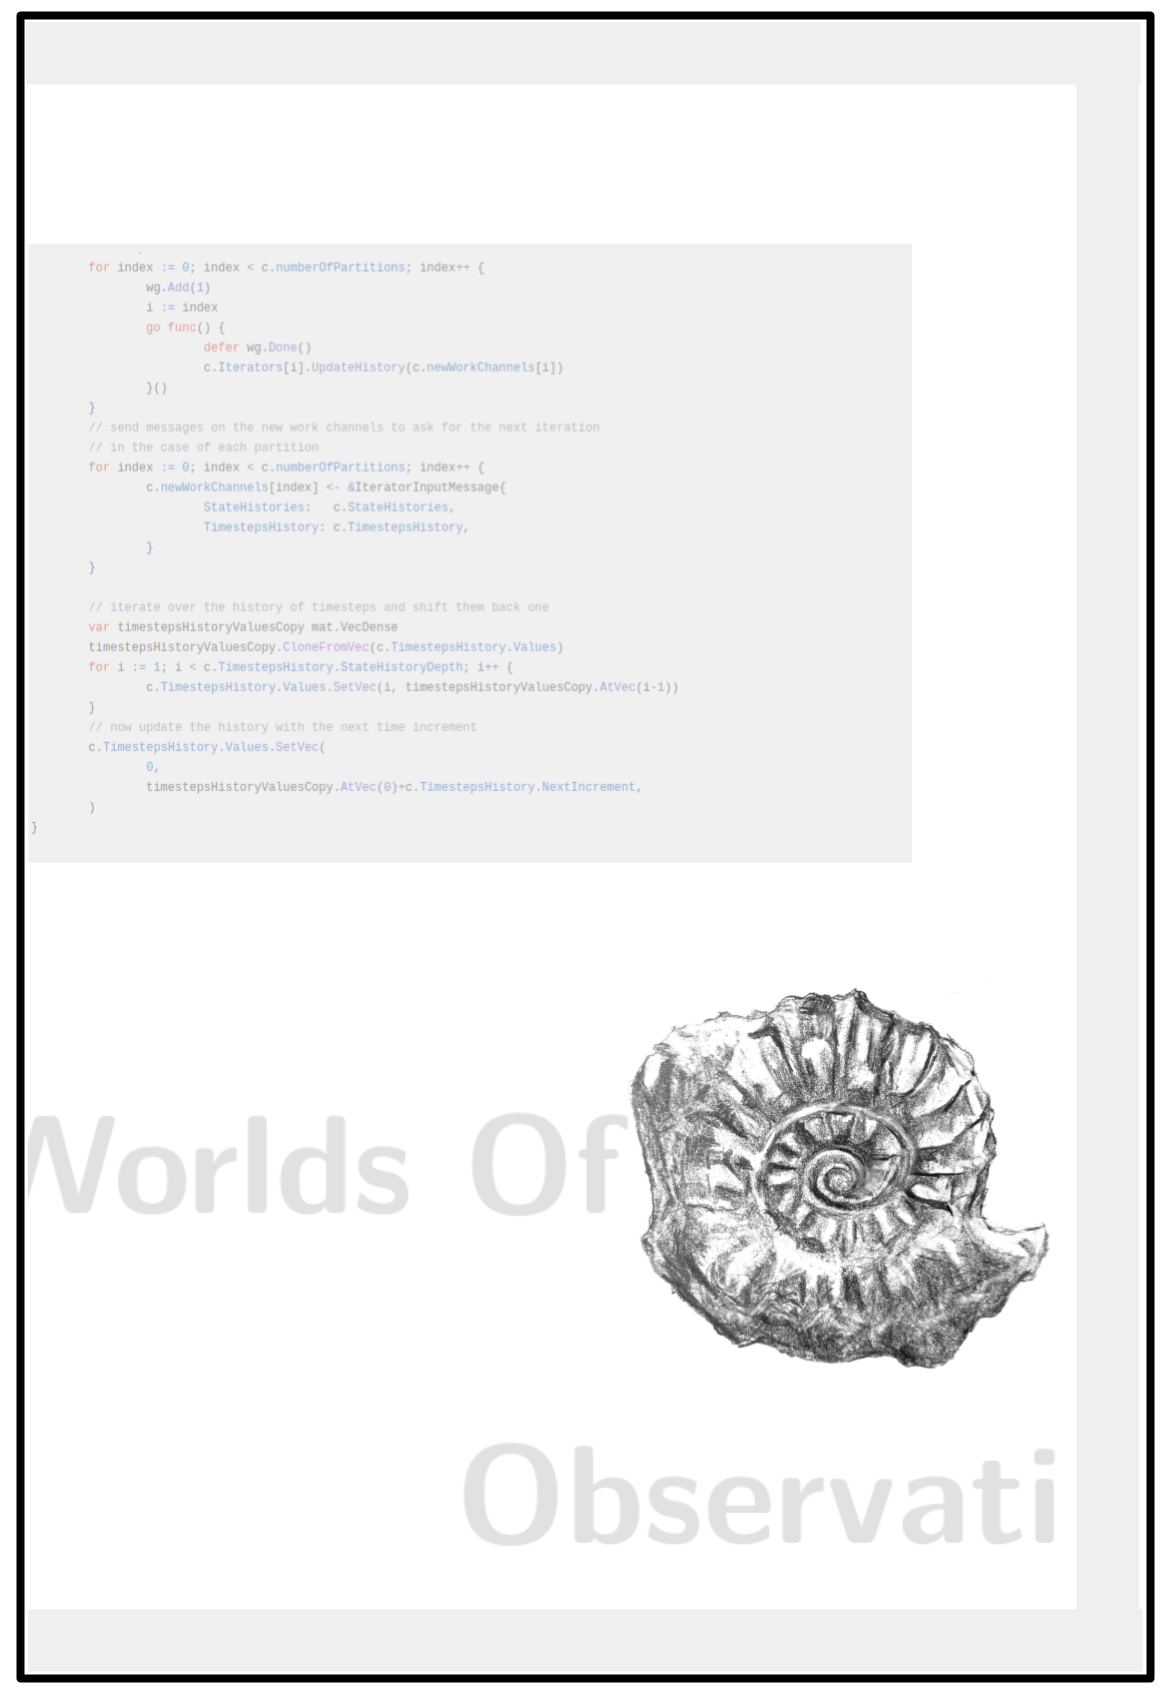 for index := 0; index < c.numberOfPartitions; index++ {
wg.Add(1)
i := index
go func() {
defer wg.Done()
c.Iterators[i].UpdateHistory(c.newWorkChannels[i])
}()
}
// send messages on the new work channels to ask for the next iteration
// in the case of each partition
for index := 0; index < c.numberOfPartitions; index++ {
c.newWorkChannels[index] <- &IteratorInputMessage{
StateHistories:   c.StateHistories,
TimestepsHistory: c.TimestepsHistory,
}
}
// iterate over the history of timesteps and shift them back one
var timestepsHistoryValuesCopy mat.VecDense
timestepsHistoryValuesCopy.CloneFromVec(c.TimestepsHistory.Values)
for i := 1; i < c.TimestepsHistory.StateHistoryDepth; i++ {
c.TimestepsHistory.Values.SetVec(i, timestepsHistoryValuesCopy.AtVec(i-1))
}
// now update the history with the next time increment
c.TimestepsHistory.Values.SetVec(
0,
timestepsHistoryValuesCopy.AtVec(0)+c.TimestepsHistory.NextIncrement,
)
}
Worlds Of
Observati